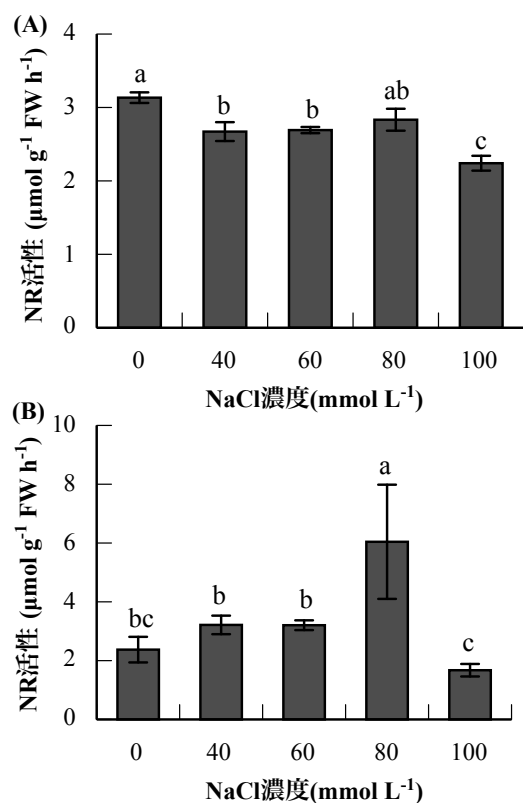 (A)
NR活性 (μmol g⁻¹ FW h⁻¹)
4
3
2
1
0
a
b
b
ab
c
0 40 60 80 100
NaCl濃度(mmol L⁻¹)
(B)
NR活性 (μmol g⁻¹ FW h⁻¹)
10
8
6
4
2
0
bc
b
b
a
c
0 40 60 80 100
NaCl濃度(mmol L⁻¹)